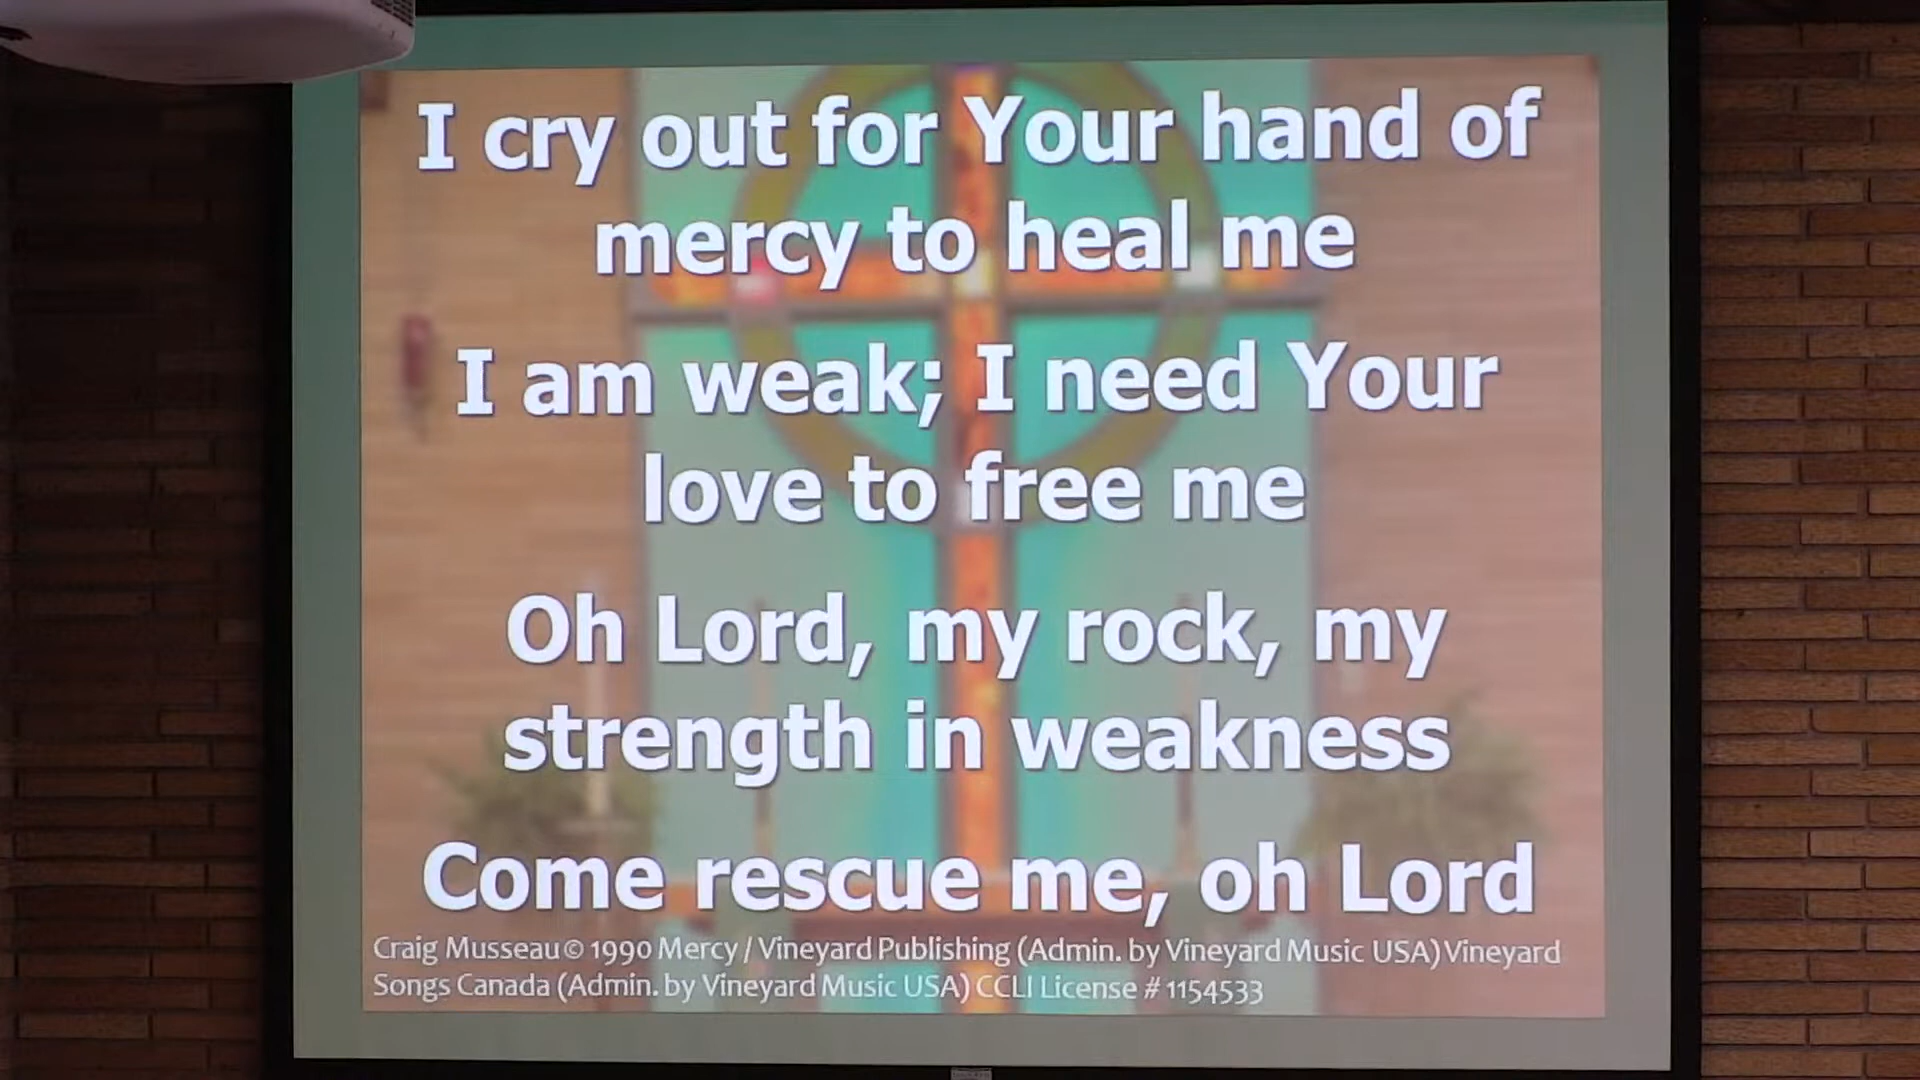 I cry out for Your hand of
mercy to heal me
I am weak; I need Your
love to free me
Oh Lord, my rock, my
strength in weakness
Come rescue me, oh Lord
Craig Musseau © 1990 Mercy / Vineyard Publishing (Admin. by Vineyard Music USA) Vineyard
Songs Canada (Admin. by Vineyard Music USA) CCLI License # 1154533